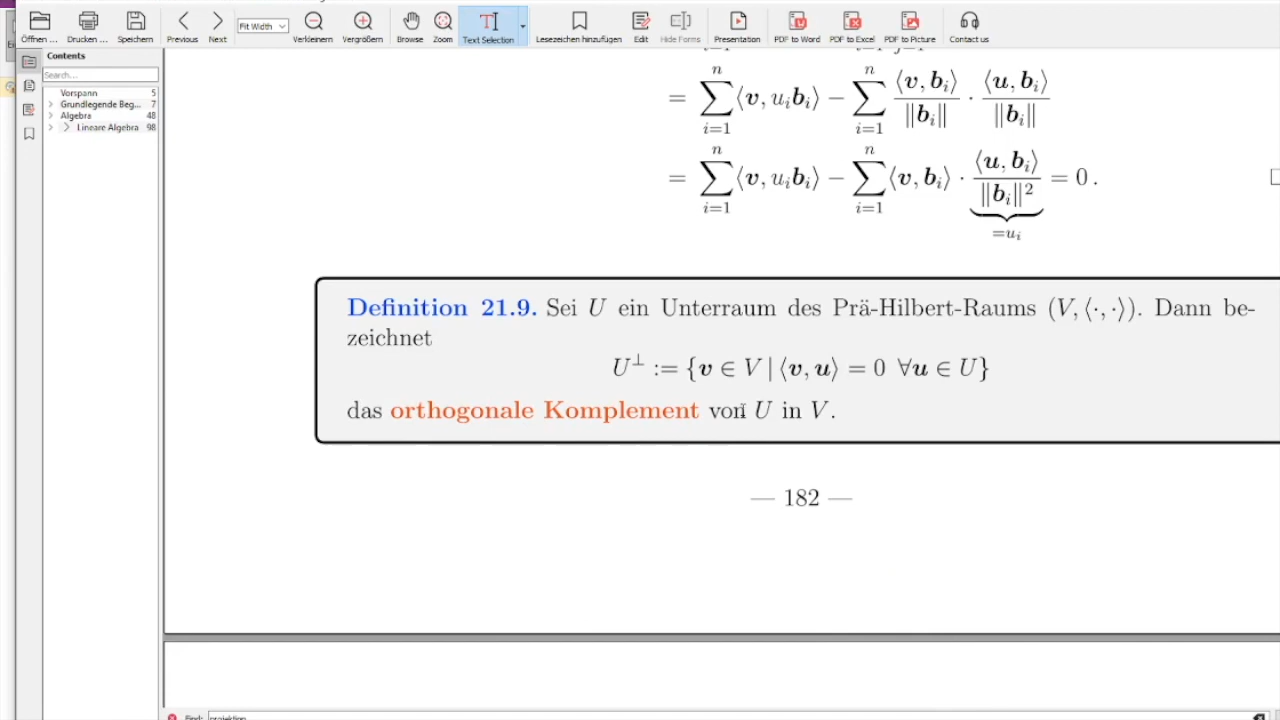 Öffnen ... Drucken ... Speichern Previous Next Fit Width Verkleinern Vergrößern Browse Zoom Text Selection Lesezeichen hinzufügen Edit Hide Forms Presentation PDF to Word PDF to Excel PDF to Picture Contact us
Contents
Search...
Vorspann 5
Grundlegende Beg... 7
Algebra 48
Lineare Algebra 98
= ∑_{i=1}^{n} ⟨v, u_i b_i⟩ − ∑_{i=1}^{n} ⟨v, b_i⟩/‖b_i‖ · ⟨u, b_i⟩/‖b_i‖
= ∑_{i=1}^{n} ⟨v, u_i b_i⟩ − ∑_{i=1}^{n} ⟨v, b_i⟩ · ⟨u, b_i⟩/‖b_i‖² = 0 . □
=u_i
Definition 21.9. Sei U ein Unterraum des Prä-Hilbert-Raums (V, ⟨·, ·⟩). Dann be-
zeichnet
U^⊥ := {v ∈ V | ⟨v, u⟩ = 0 ∀u ∈ U}
das orthogonale Komplement von U in V.
— 182 —
Find: projektion